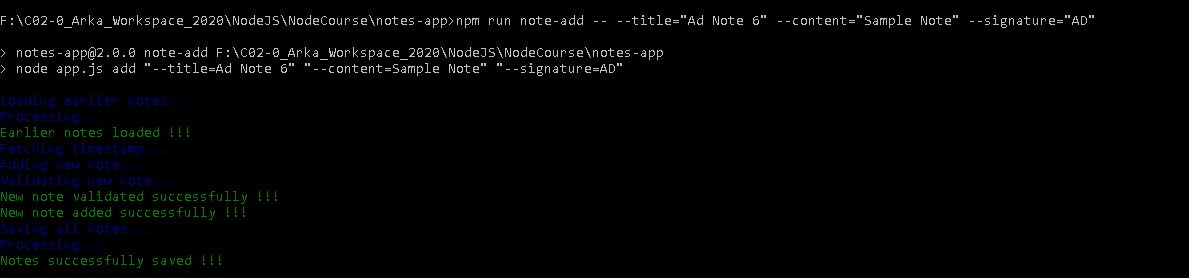 F:\C02-0_Arka_Workspace_2020\NodeJS\NodeCourse\notes-app>npm run note-add -- --title="Ad Note 6" --content="Sample Note" --signature="AD"
> notes-app@2.0.0 note-add F:\C02-0_Arka_Workspace_2020\NodeJS\NodeCourse\notes-app
> node app.js add "--title=Ad Note 6" "--content=Sample Note" "--signature=AD"
Loading earlier notes...
Processing...
Earlier notes loaded !!!
Fetching timestamp...
Adding new note...
Validating new note...
New note validated successfully !!!
New note added successfully !!!
Saving all notes...
Processing....
Notes successfully saved !!!